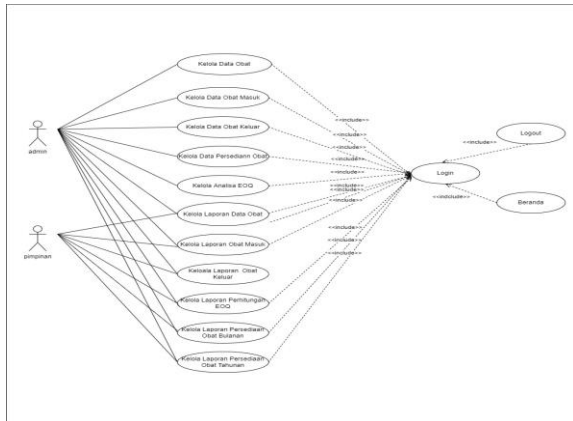 Kelola Data Obat
Kelola Data Obat Masuk
Kelola Data Obat Keluar
Kelola Data Persediann Obat
Kelola Analisa EOQ
Kelola Laporan Data Obat
Kelola Laporan Obat Masuk
Keloala Laporan Obat
Keluar
Kelola Laporan Perhitungan
EOQ
Kelola Laporan Persediaan
Obat Bulanan
Kelola Laporan Persediaan
Obat Tahunan
admin
pimpinan
<<include>>
<<include>>
<<include>>
<<include>>
<<include>>
<<include>>
<<include>>
<<include>>
<<include>>
<<include>>
<<include>>
<<include>>
Logout
Login
<<include>>
Beranda